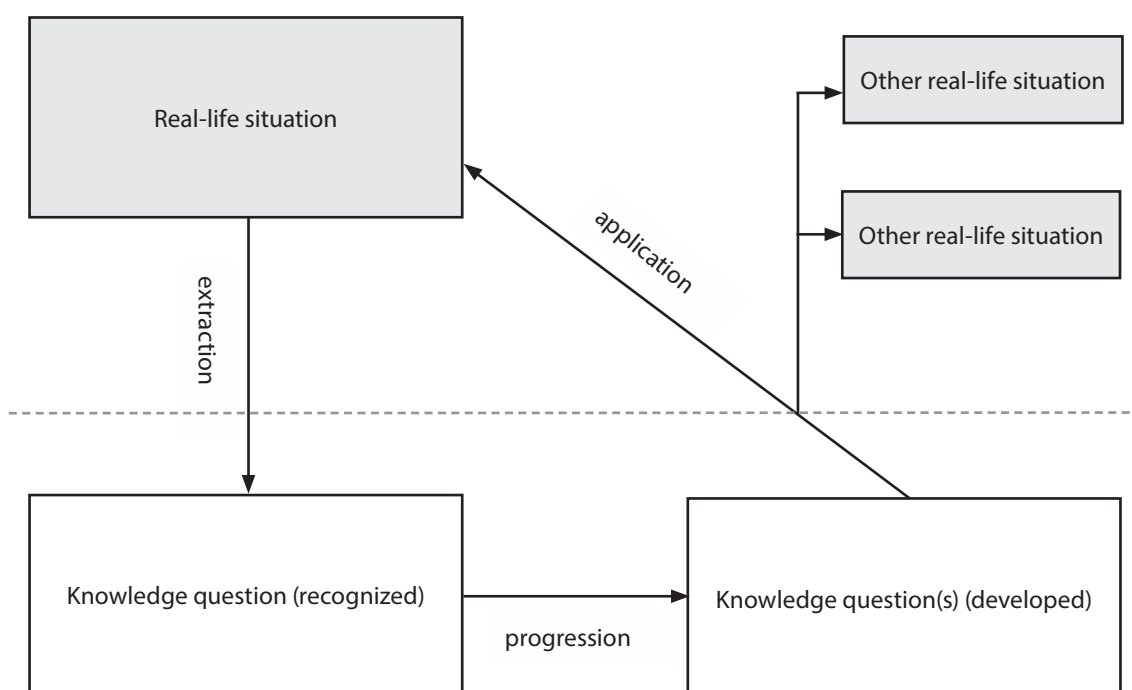 Real-life situation
Other real-life situation
Other real-life situation
application
extraction
Knowledge question (recognized)
progression
Knowledge question(s) (developed)